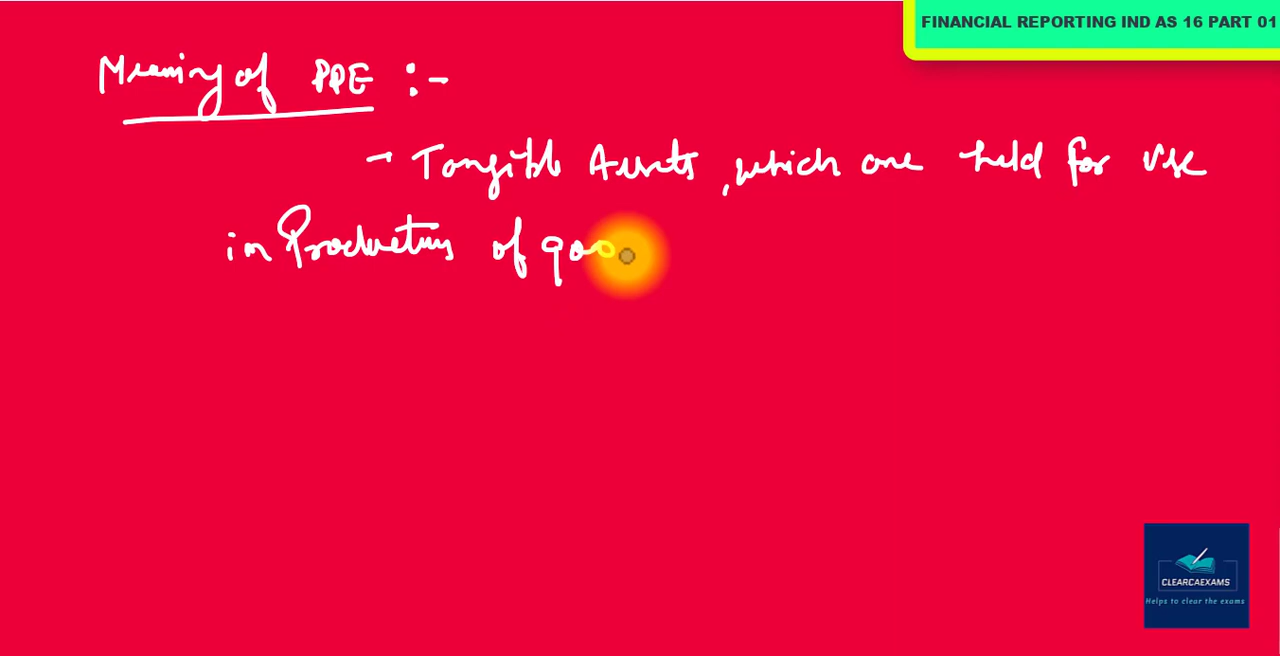 FINANCIAL REPORTING IND AS 16 PART 01
Meaning of PPE :-
→ Tangible Assets, which are held for use
in Production of goo
CLEARCAEXAMS
Helps to clear the exams